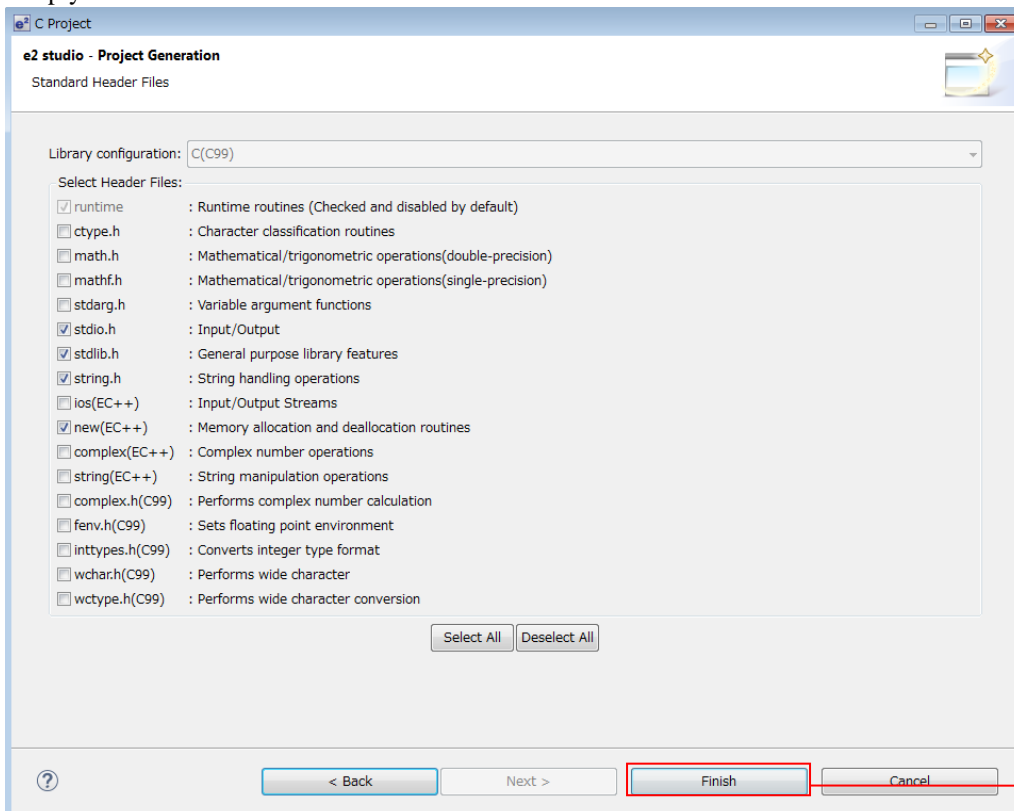 C Project
e2 studio - Project Generation
Standard Header Files
Library configuration: C(C99)
Select Header Files:
runtime : Runtime routines (Checked and disabled by default)
ctype.h : Character classification routines
math.h : Mathematical/trigonometric operations(double-precision)
mathf.h : Mathematical/trigonometric operations(single-precision)
stdarg.h : Variable argument functions
stdio.h : Input/Output
stdlib.h : General purpose library features
string.h : String handling operations
ios(EC++) : Input/Output Streams
new(EC++) : Memory allocation and deallocation routines
complex(EC++) : Complex number operations
string(EC++) : String manipulation operations
complex.h(C99) : Performs complex number calculation
fenv.h(C99) : Sets floating point environment
inttypes.h(C99) : Converts integer type format
wchar.h(C99) : Performs wide character
wctype.h(C99) : Performs wide character conversion
Select All Deselect All
< Back Next > Finish Cancel